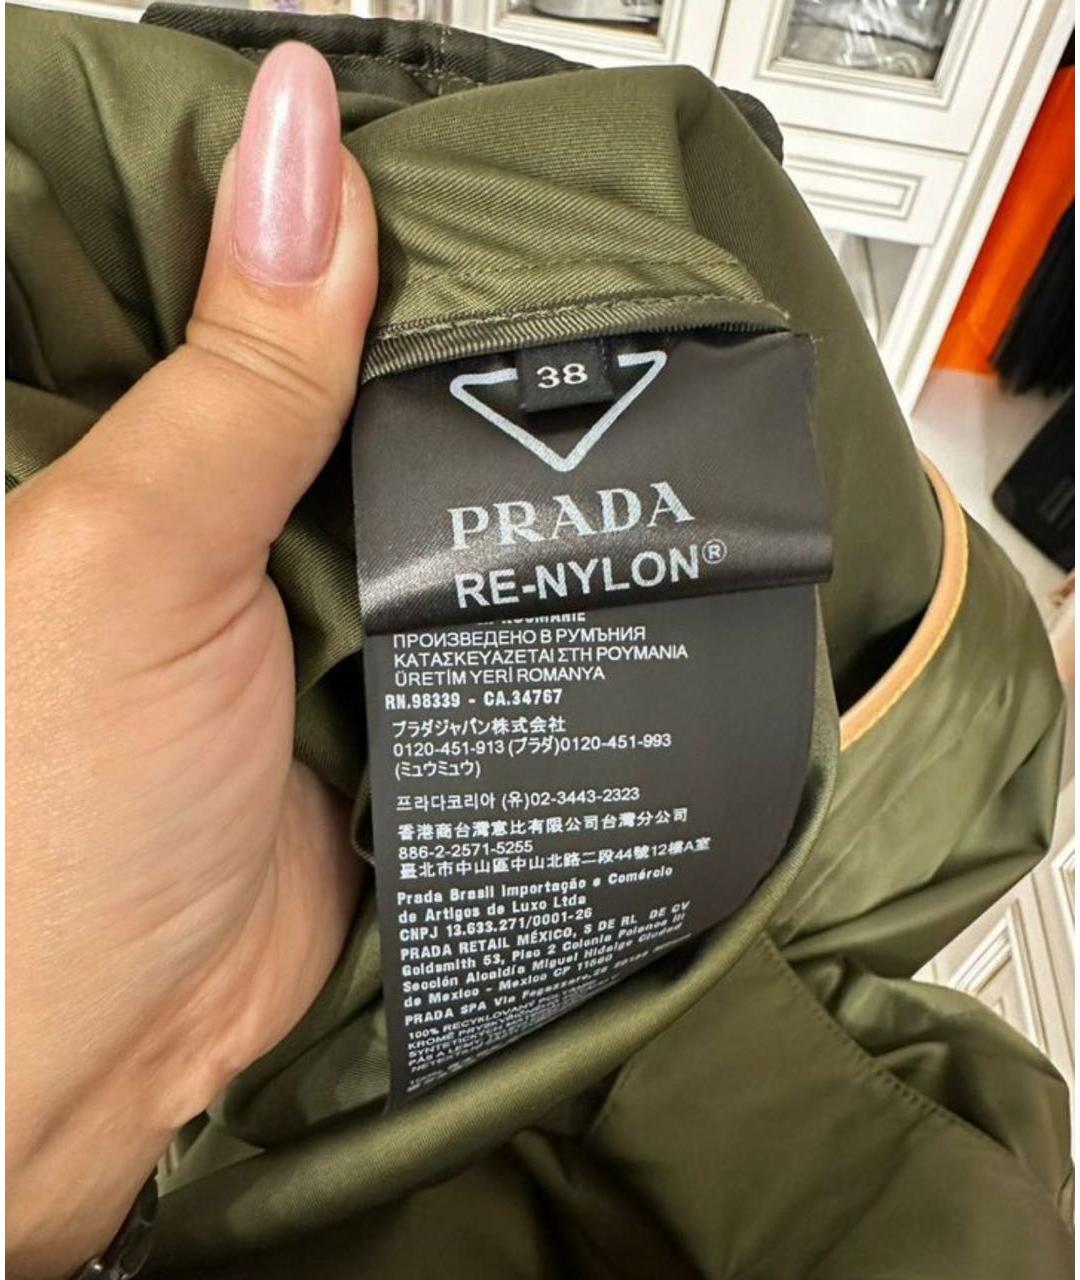 38
PRADA
RE-NYLON®
ПРОИЗВЕДЕНО В РУМЪНИЯ
ΚΑΤΑΣΚΕΥΑΖΕΤΑΙ ΣΤΗ ΡΟΥΜΑΝΙΑ
ÜRETİM YERİ ROMANYA
RN.98339 - CA.34767
プラダジャパン株式会社
0120-451-913 (プラダ)0120-451-993
(ミュウミュウ)
프라다코리아 (유)02-3443-2323
香港商台灣意比有限公司台灣分公司
886-2-2571-5255
臺北市中山區中山北路二段44號12樓A室
Prada Brasil Importação e Comércio
de Artigos de Luxo Ltda
CNPJ 13.633.271/0001-26
PRADA RETAIL MÉXICO, S DE RL DE CV
Goldsmith 53, Piso 2 Colonia Polanco III
Sección Alcaldía Miguel Hidalgo Ciudad
de Mexico - Mexico CP 11560
PRADA SPA Via Fogazzaro,28 20135
100% RECYKLOVANÝ
KROMĚ